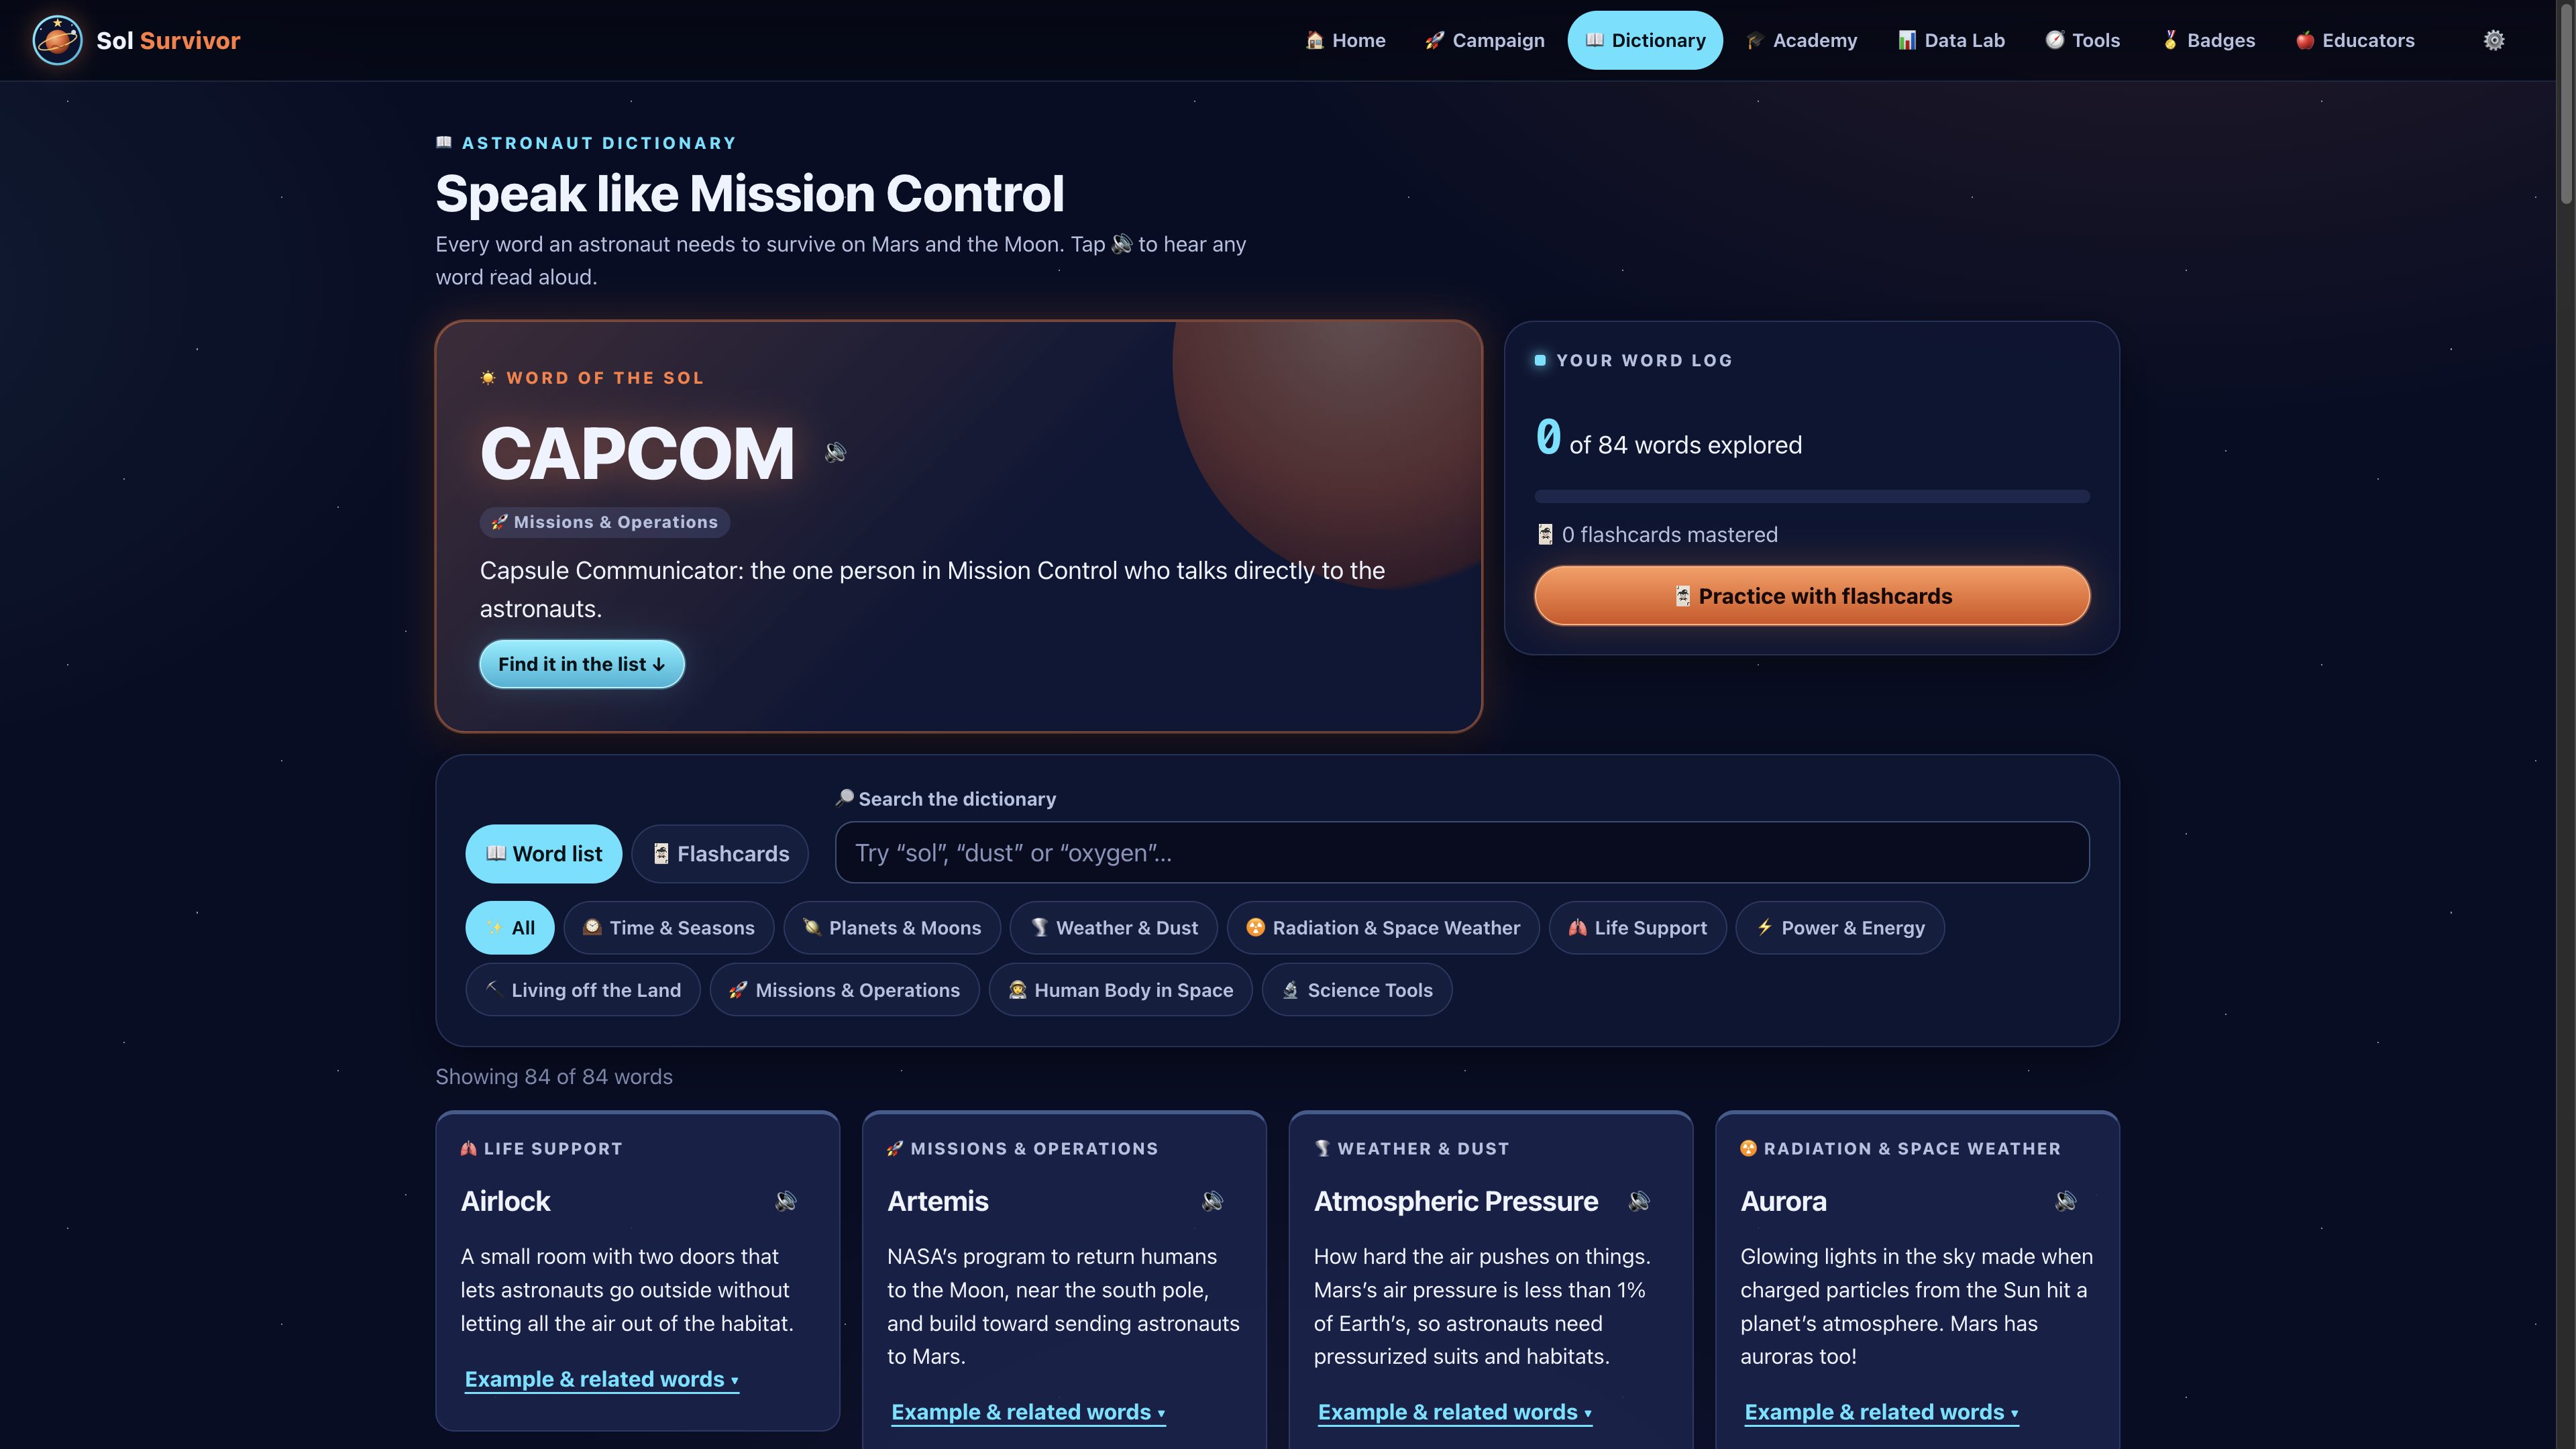 Sol Survivor
Home
Campaign
Dictionary
Academy
Data Lab
Tools
Badges
Educators
ASTRONAUT DICTIONARY
Speak like Mission Control
Every word an astronaut needs to survive on Mars and the Moon. Tap 🔊 to hear any
word read aloud.
WORD OF THE SOL
CAPCOM
Missions & Operations
Capsule Communicator: the one person in Mission Control who talks directly to the
astronauts.
Find it in the list ↓
YOUR WORD LOG
0 of 84 words explored
0 flashcards mastered
Practice with flashcards
Search the dictionary
Word list
Flashcards
Try “sol”, “dust” or “oxygen”...
All
Time & Seasons
Planets & Moons
Weather & Dust
Radiation & Space Weather
Life Support
Power & Energy
Living off the Land
Missions & Operations
Human Body in Space
Science Tools
Showing 84 of 84 words
LIFE SUPPORT
Airlock
A small room with two doors that
lets astronauts go outside without
letting all the air out of the habitat.
Example & related words ▾
MISSIONS & OPERATIONS
Artemis
NASA’s program to return humans
to the Moon, near the south pole,
and build toward sending astronauts
to Mars.
Example & related words ▾
WEATHER & DUST
Atmospheric Pressure
How hard the air pushes on things.
Mars’s air pressure is less than 1%
of Earth’s, so astronauts need
pressurized suits and habitats.
Example & related words ▾
RADIATION & SPACE WEATHER
Aurora
Glowing lights in the sky made when
charged particles from the Sun hit a
planet’s atmosphere. Mars has
auroras too!
Example & related words ▾